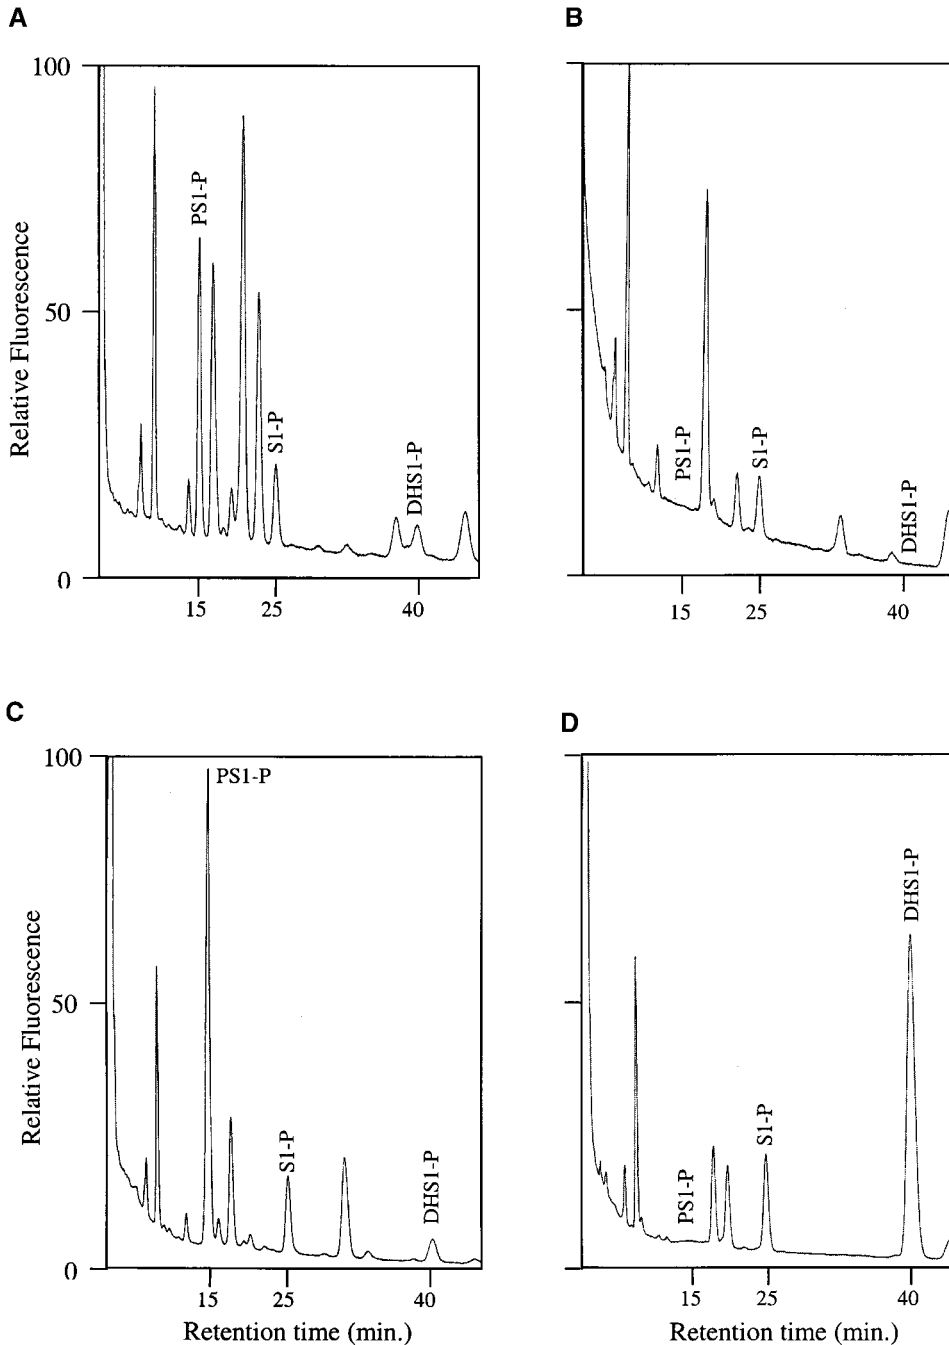 A
100
50
0
Relative Fluorescence
PS1-P
S1-P
DHS1-P
15
25
40
B
PS1-P
S1-P
DHS1-P
15
25
40
C
100
50
0
Relative Fluorescence
PS1-P
S1-P
DHS1-P
15
25
40
Retention time (min.)
D
PS1-P
S1-P
DHS1-P
15
25
40
Retention time (min.)